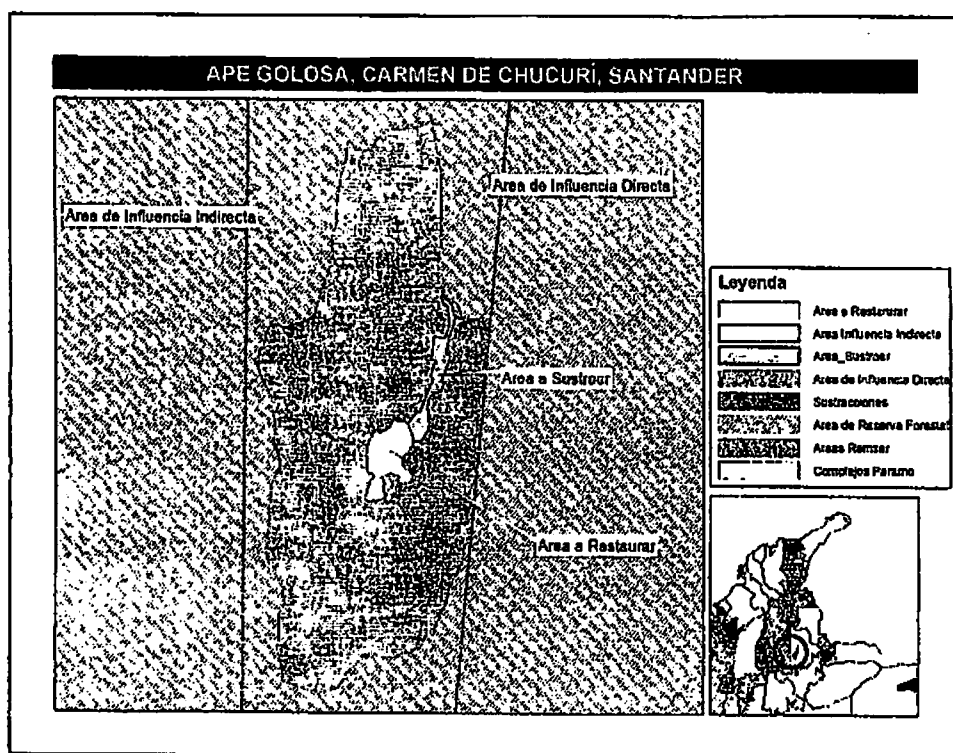 APE GOLOSA, CARMEN DE CHUCURÍ, SANTANDER
Area de Influencia Directa
Area de Influencia Indirecta
Area a Sustraer
Area a Restaurar
Leyenda
Area a Restaurar
Area Influencia Indirecta
Area_Sustraer
Area de Influencia Directa
Sustracciones
Area de Reserva Forestal
Areas Ramsar
Complejos Paramo